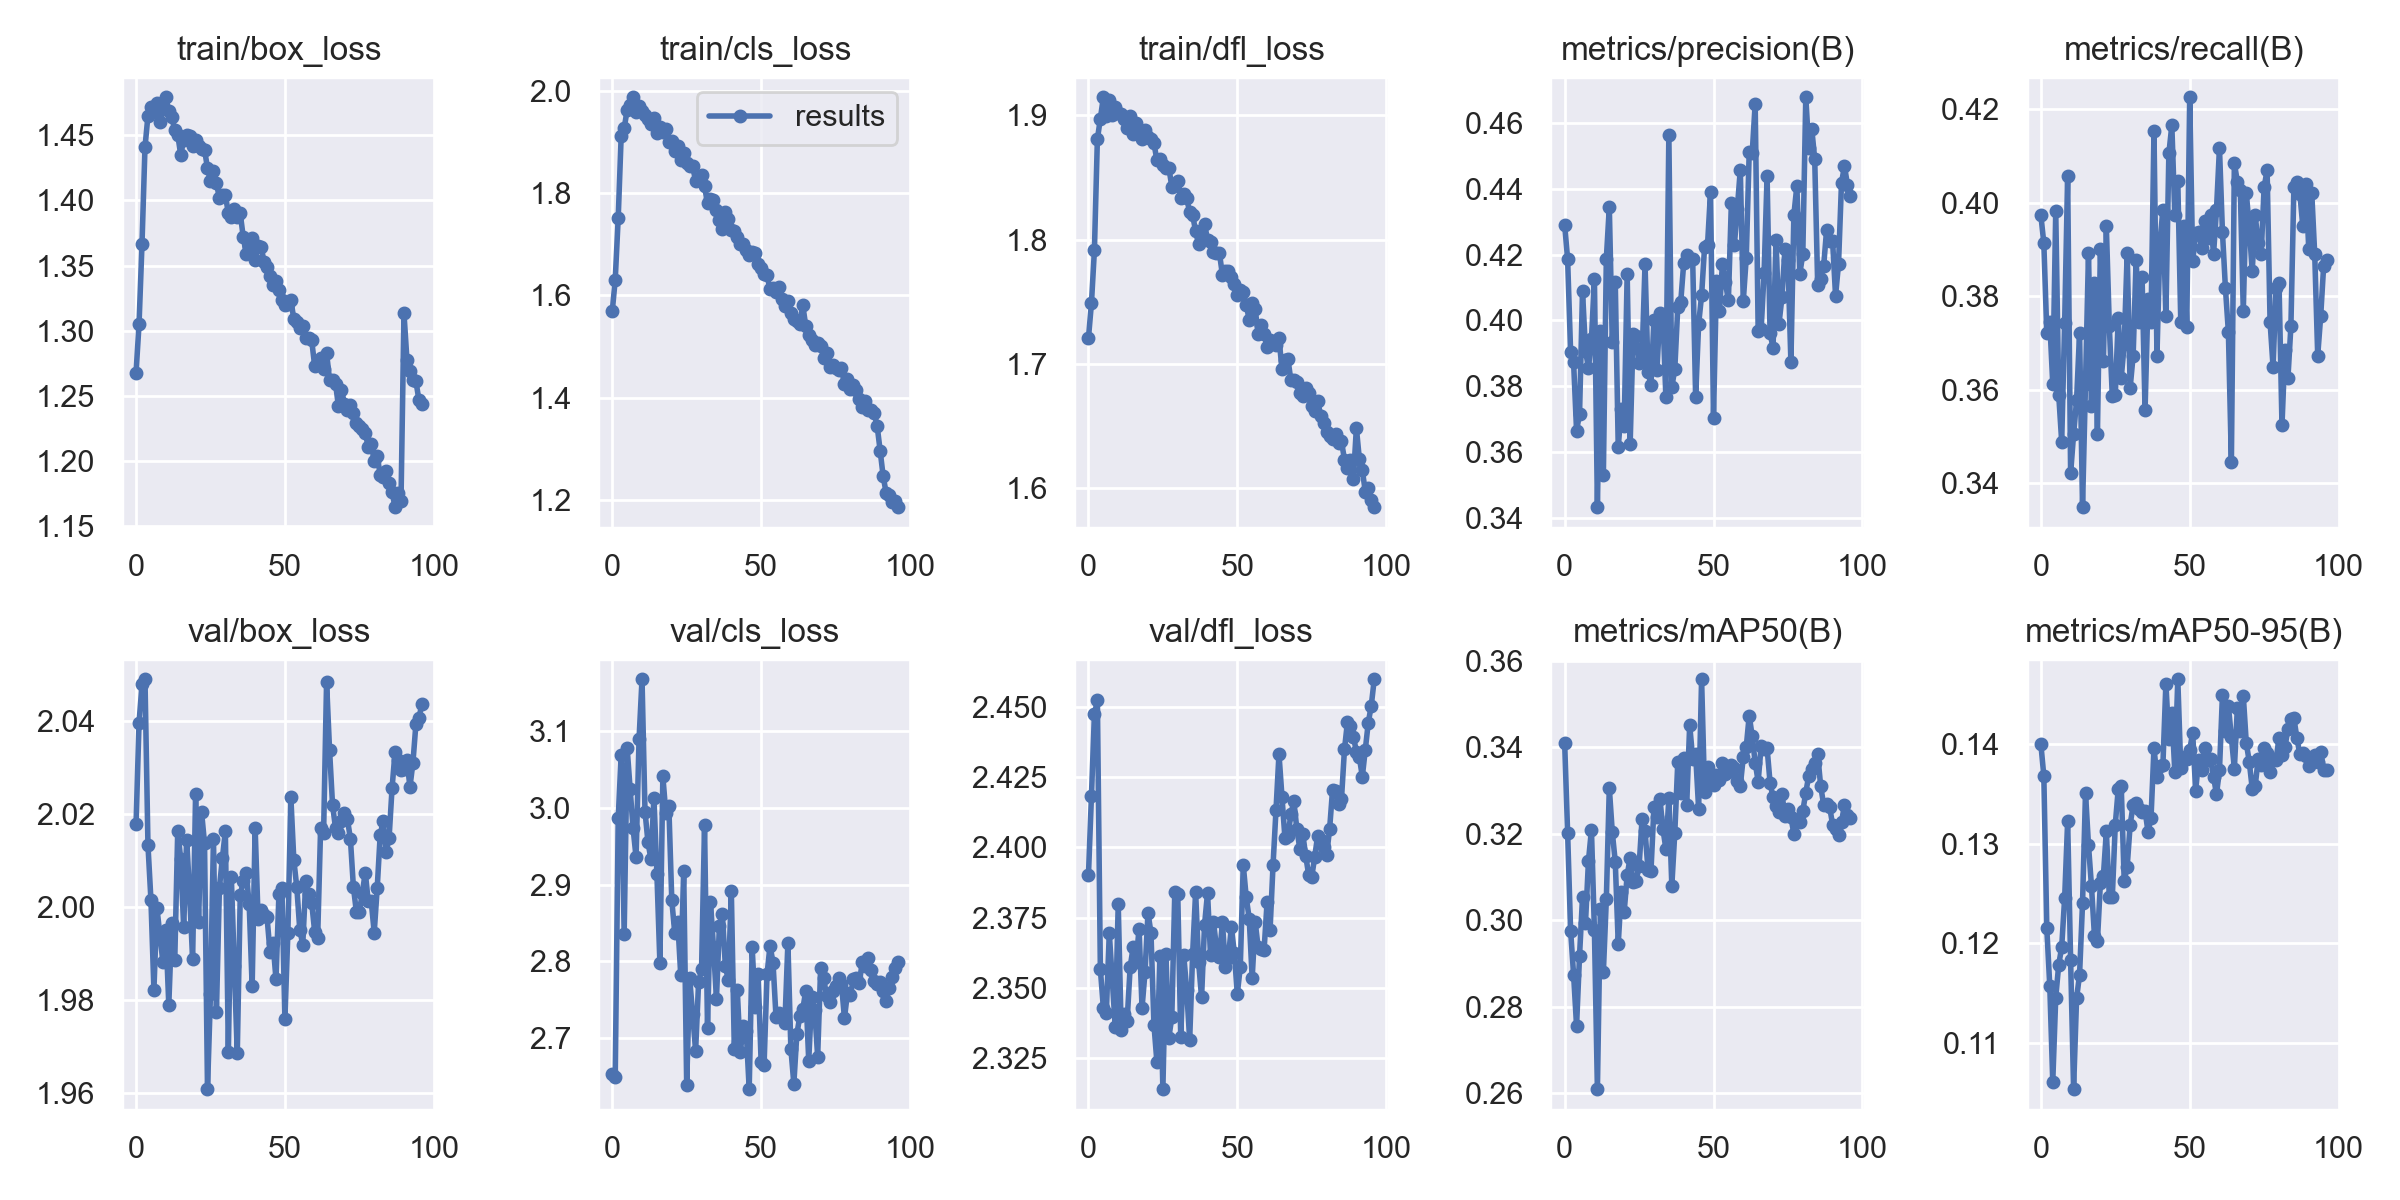 train/box_loss
train/cls_loss
train/dfl_loss
metrics/precision(B)
metrics/recall(B)
results
1.45
1.40
1.35
1.30
1.25
1.20
1.15
0 50 100
2.0
1.8
1.6
1.4
1.2
0 50 100
1.9
1.8
1.7
1.6
0 50 100
0.46
0.44
0.42
0.40
0.38
0.36
0.34
0 50 100
0.42
0.40
0.38
0.36
0.34
0 50 100
val/box_loss
val/cls_loss
val/dfl_loss
metrics/mAP50(B)
metrics/mAP50-95(B)
2.04
2.02
2.00
1.98
1.96
0 50 100
3.1
3.0
2.9
2.8
2.7
0 50 100
2.450
2.425
2.400
2.375
2.350
2.325
0 50 100
0.36
0.34
0.32
0.30
0.28
0.26
0 50 100
0.14
0.13
0.12
0.11
0 50 100